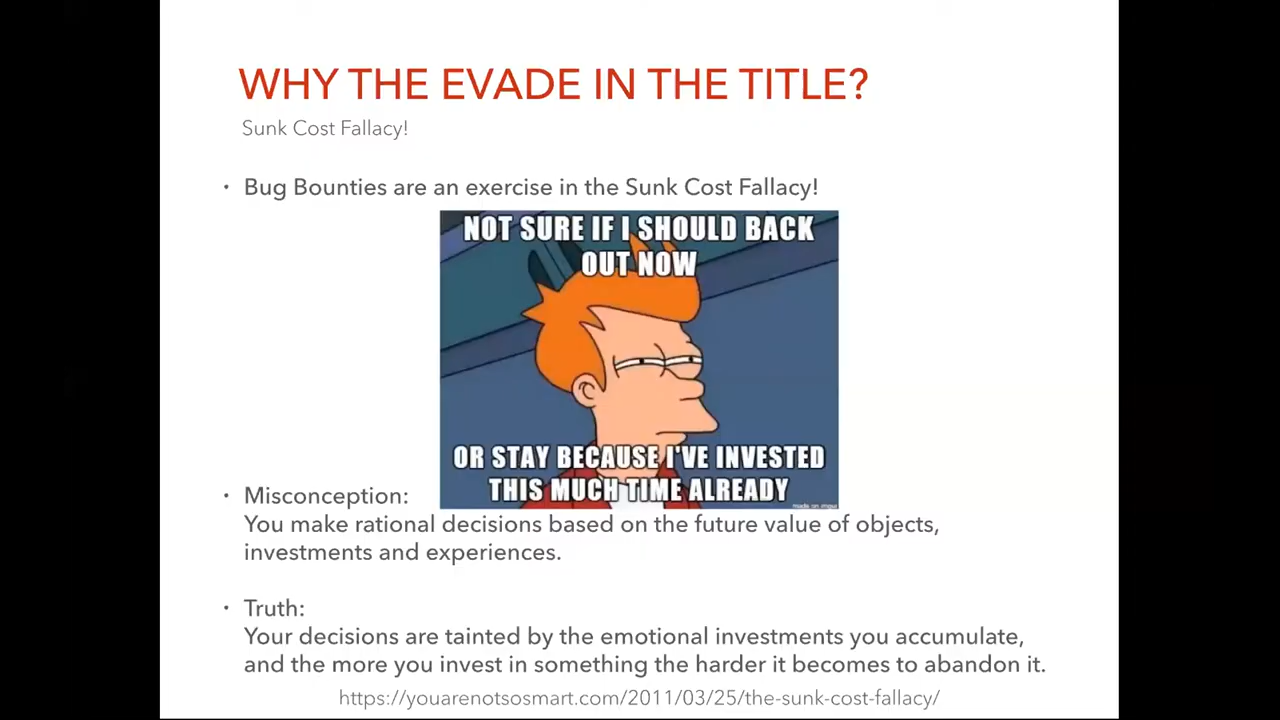 WHY THE EVADE IN THE TITLE?
Sunk Cost Fallacy!
• Bug Bounties are an exercise in the Sunk Cost Fallacy!
NOT SURE IF I SHOULD BACK
OUT NOW
OR STAY BECAUSE I'VE INVESTED
THIS MUCH TIME ALREADY
made on imgur
• Misconception:
You make rational decisions based on the future value of objects,
investments and experiences.
• Truth:
Your decisions are tainted by the emotional investments you accumulate,
and the more you invest in something the harder it becomes to abandon it.
https://youarenotsosmart.com/2011/03/25/the-sunk-cost-fallacy/